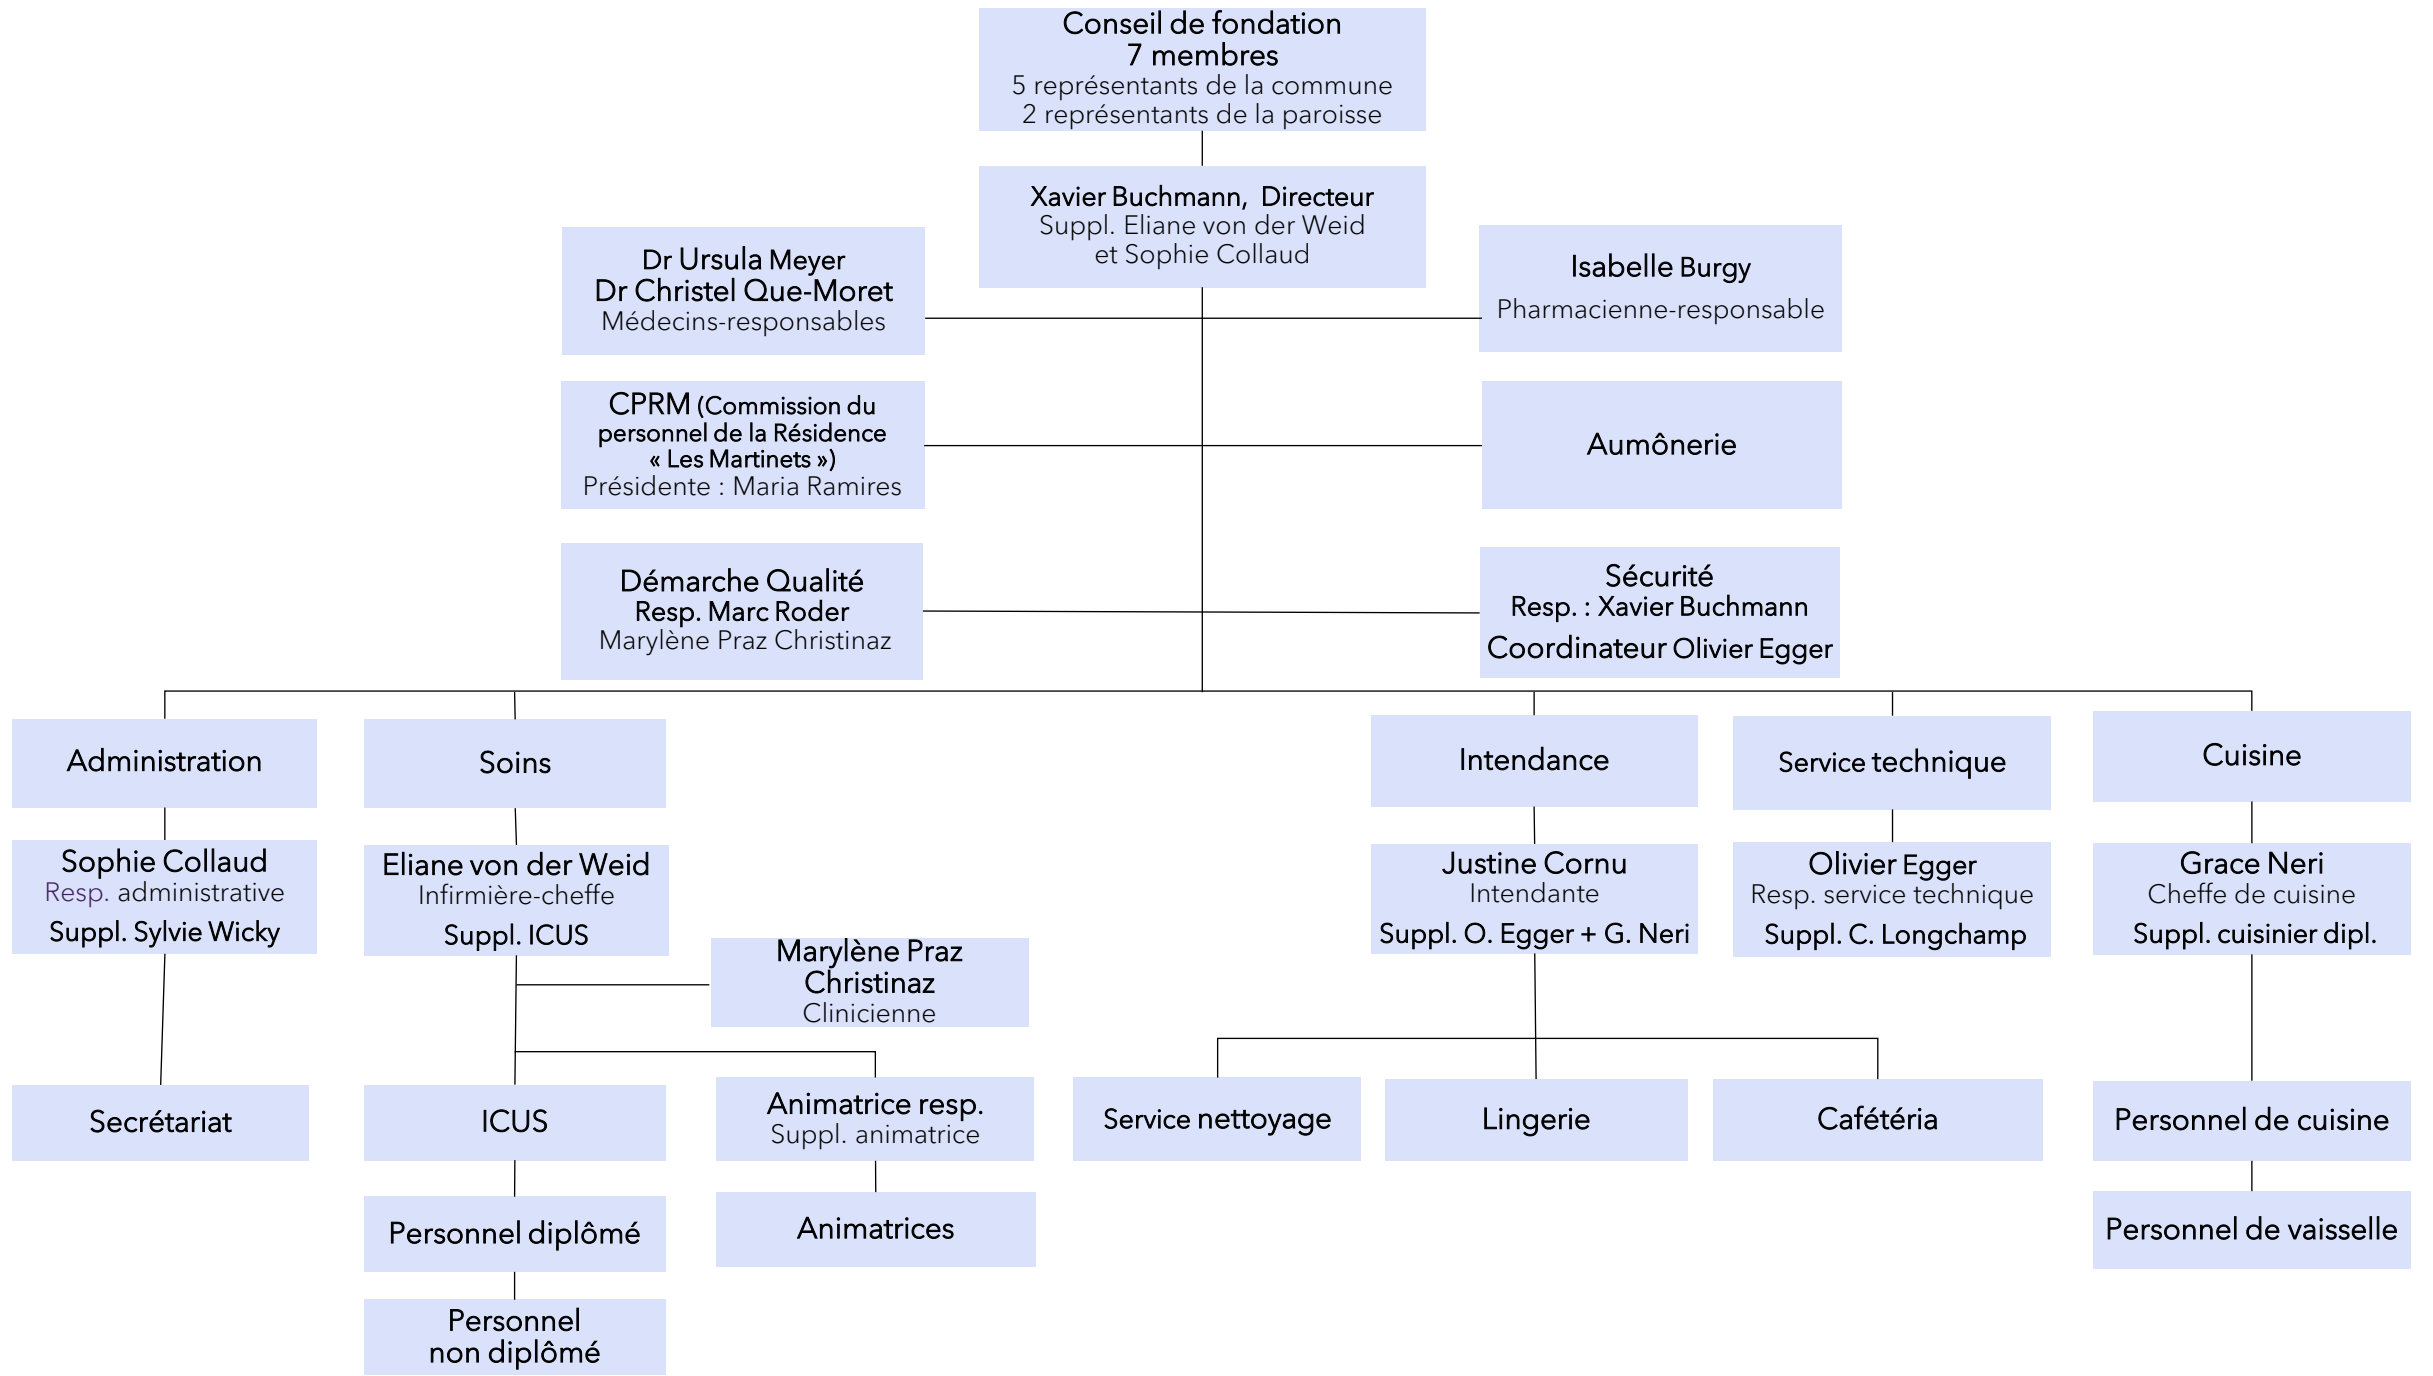 Conseil de fondation
7 membres
5 représentants de la commune
2 représentants de la paroisse
Xavier Buchmann,  Directeur
Suppl. Eliane von der Weid
et Sophie Collaud
Dr Ursula Meyer
Dr Christel Que-Moret
Médecins-responsables
Isabelle Burgy
Pharmacienne-responsable
CPRM (Commission du
personnel de la Résidence
« Les Martinets »)
Présidente : Maria Ramires
Aumônerie
Démarche Qualité
Resp. Marc Roder
Marylène Praz Christinaz
Sécurité
Resp. : Xavier Buchmann
Coordinateur Olivier Egger
Administration
Soins
Intendance
Service technique
Cuisine
Sophie Collaud
Resp. administrative
Suppl. Sylvie Wicky
Eliane von der Weid
Infirmière-cheffe
Suppl. ICUS
Justine Cornu
Intendante
Suppl. O. Egger + G. Neri
Olivier Egger
Resp. service technique
Suppl. C. Longchamp
Grace Neri
Cheffe de cuisine
Suppl. cuisinier dipl.
Marylène Praz
Christinaz
Clinicienne
Secrétariat
ICUS
Animatrice resp.
Suppl. animatrice
Service nettoyage
Lingerie
Cafétéria
Personnel de cuisine
Personnel diplômé
Animatrices
Personnel de vaisselle
Personnel
non diplômé